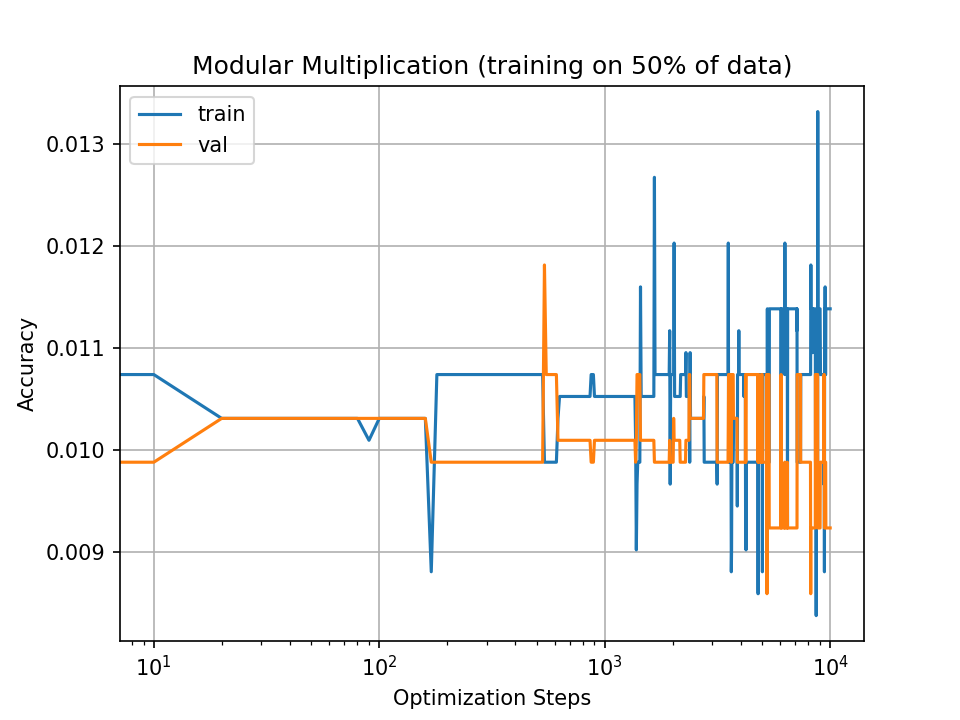 Modular Multiplication (training on 50% of data)
train
val
0.013
0.012
0.011
0.010
0.009
Accuracy
10¹
10²
10³
10⁴
Optimization Steps